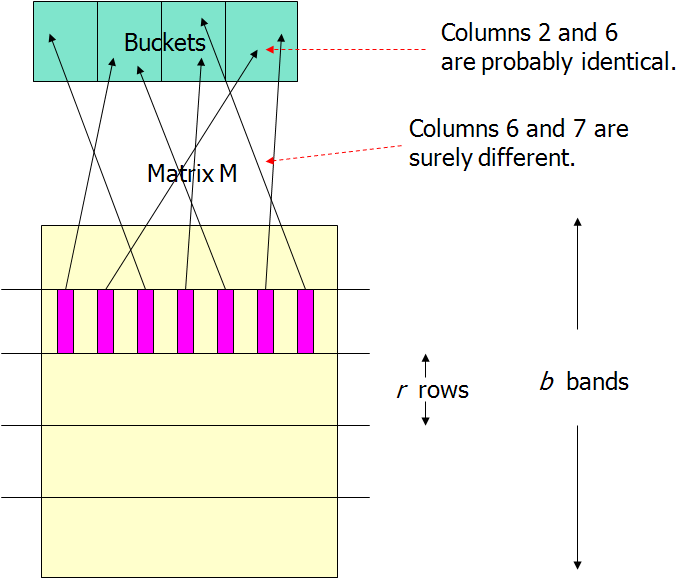 Buckets
Columns 2 and 6
are probably identical.
Columns 6 and 7 are
surely different.
Matrix M
r rows
b bands